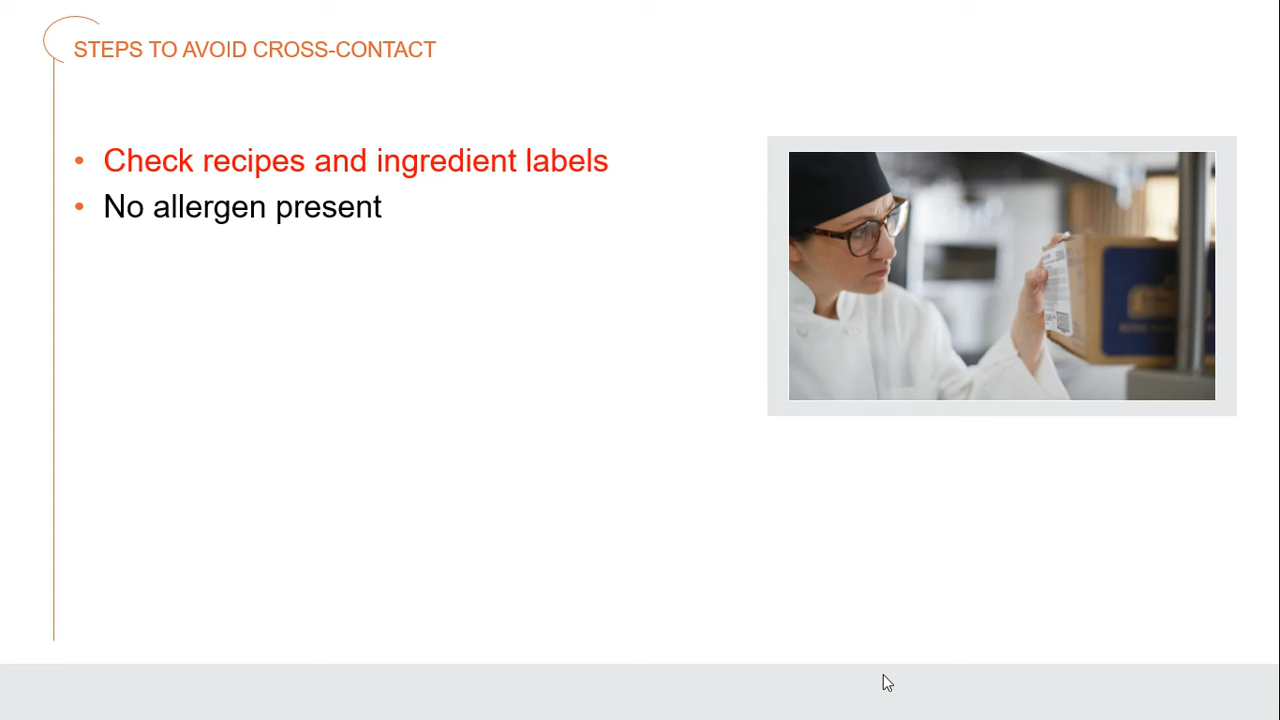 STEPS TO AVOID CROSS-CONTACT
• Check recipes and ingredient labels
• No allergen present